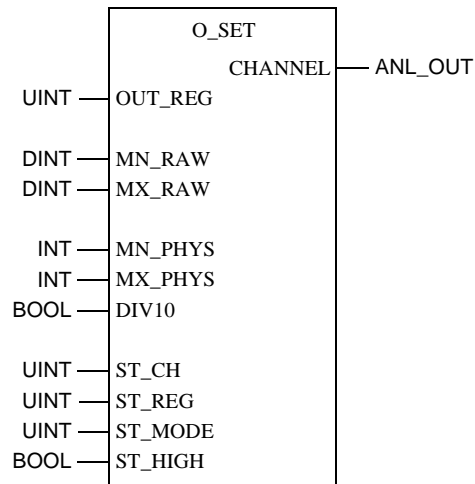 O_SET
CHANNEL ANL_OUT
UINT OUT_REG
DINT MN_RAW
DINT MX_RAW
INT MN_PHYS
INT MX_PHYS
BOOL DIV10
UINT ST_CH
UINT ST_REG
UINT ST_MODE
BOOL ST_HIGH